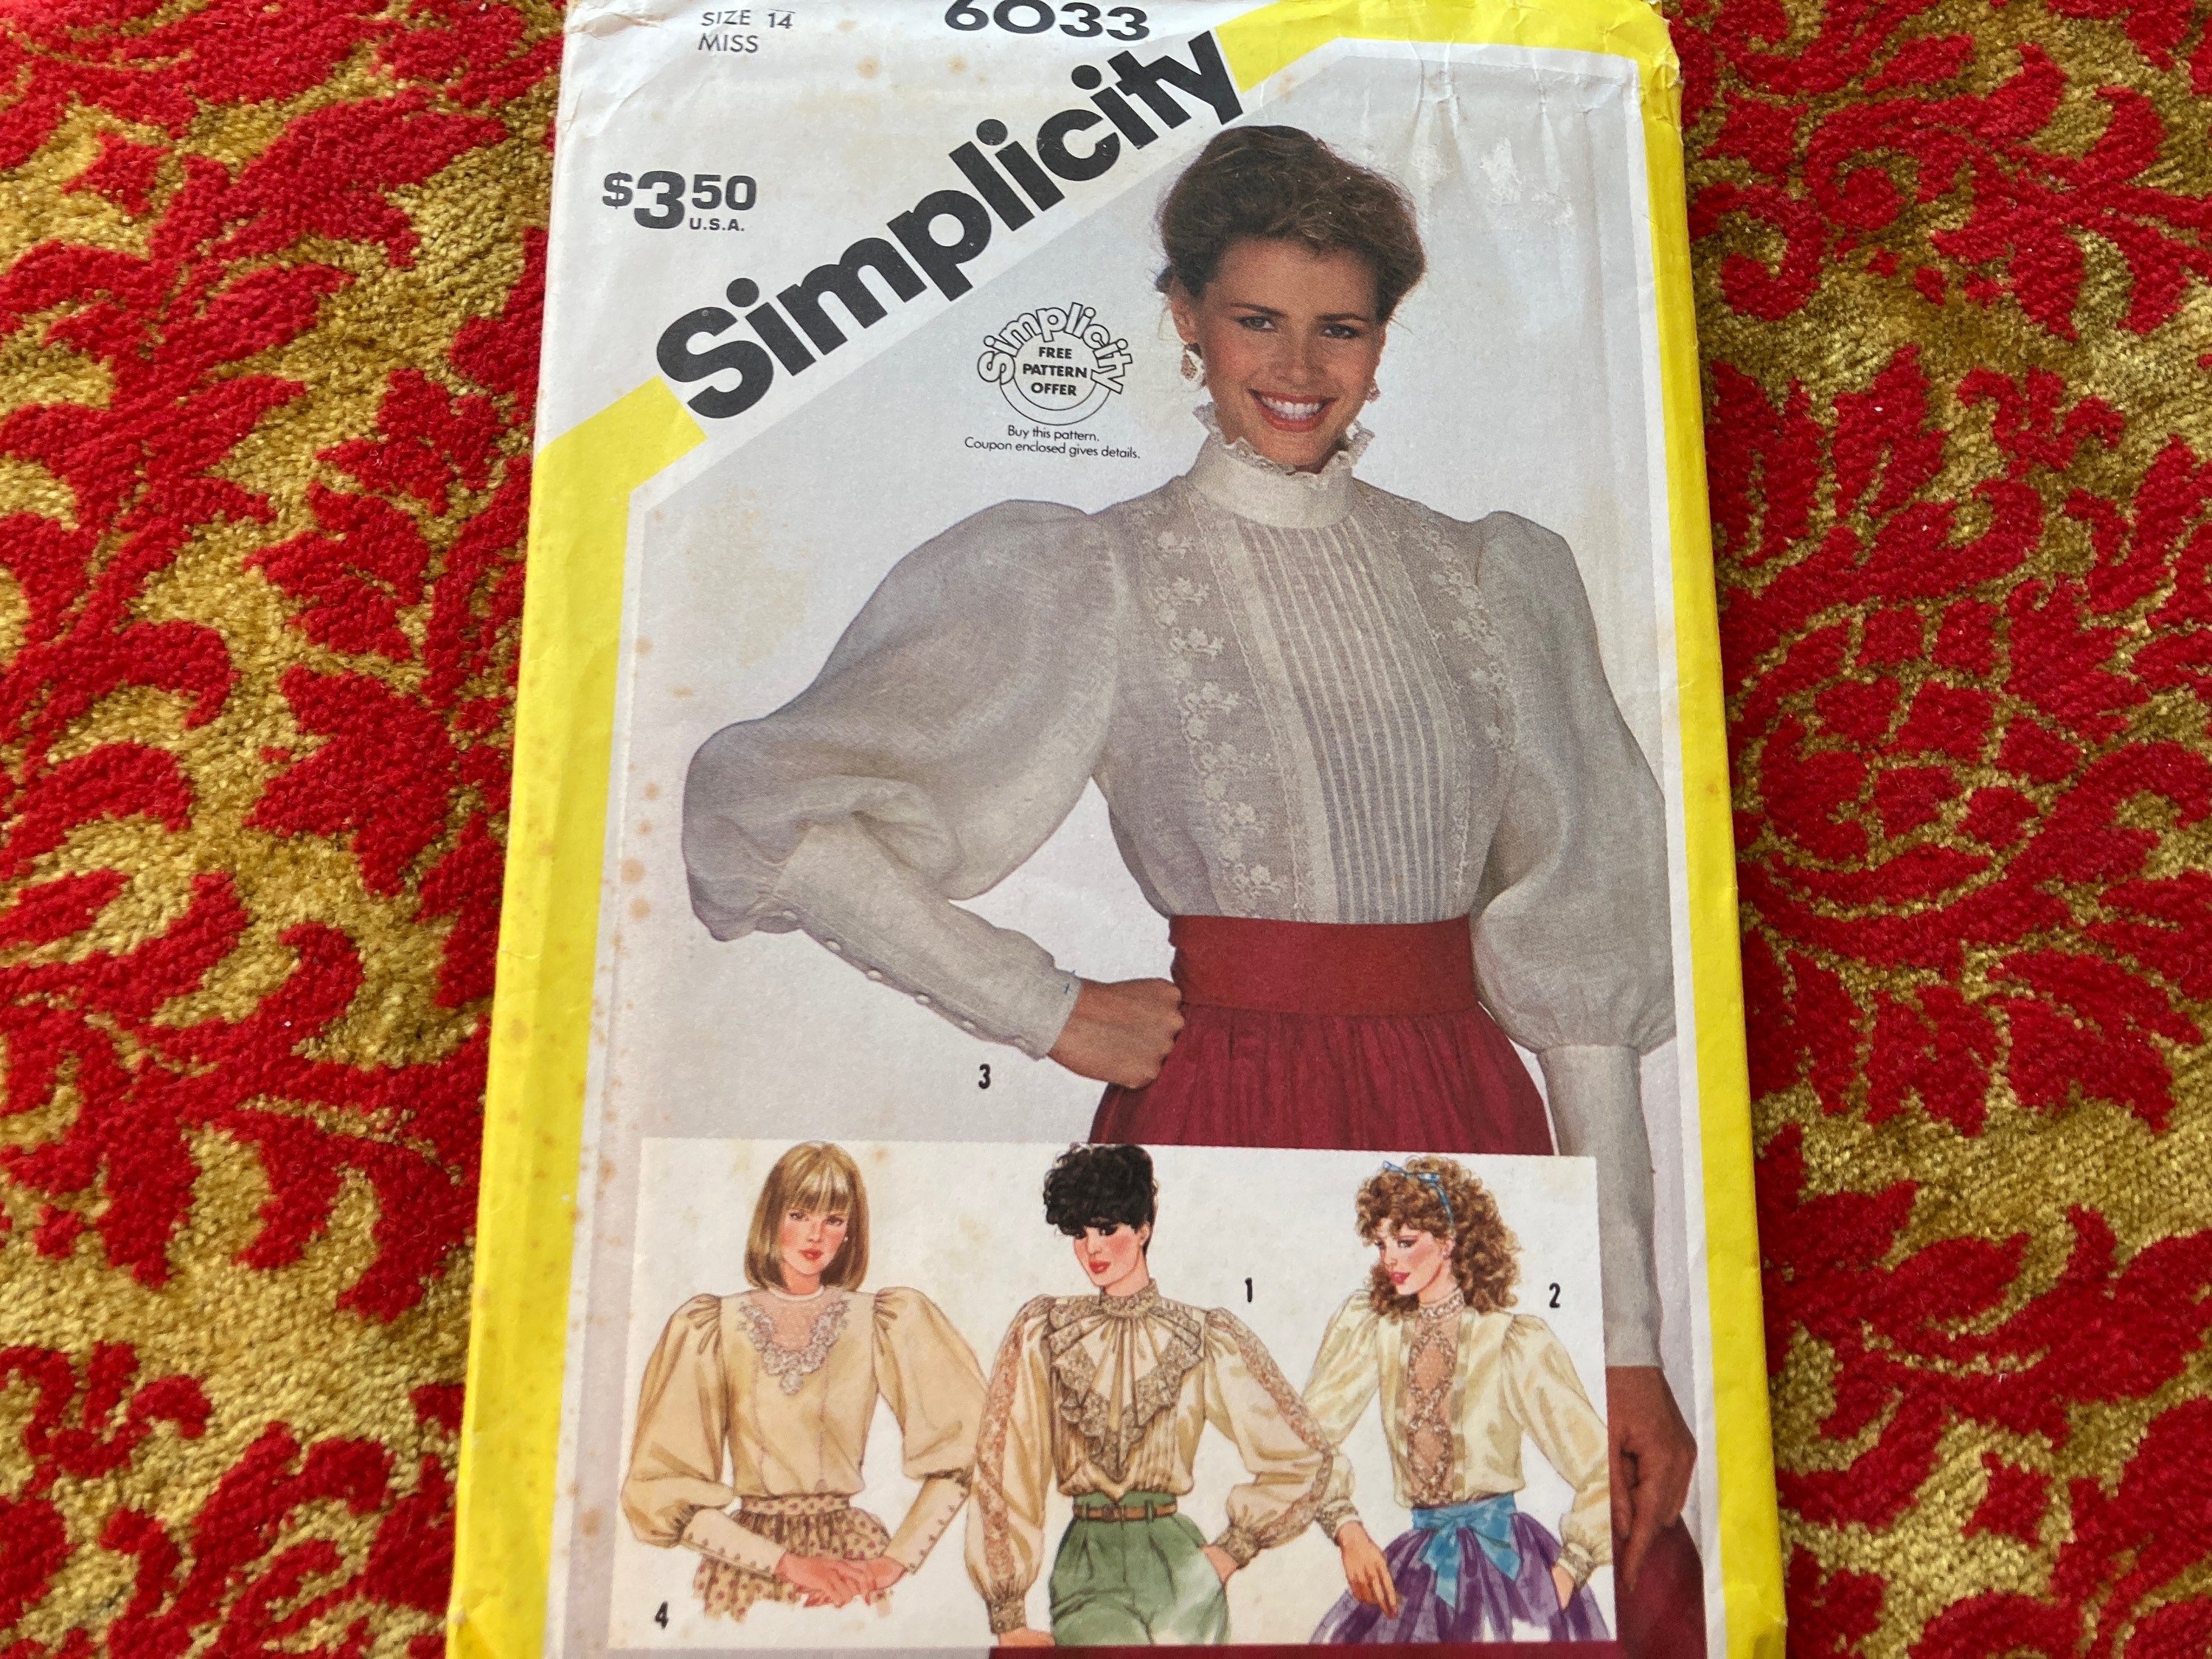 SIZE 14
MISS
6033
$3.50
U.S.A.
Simplicity
Simplicity
FREE
PATTERN
OFFER
Buy this pattern.
Coupon enclosed gives details.
3
1
2
4